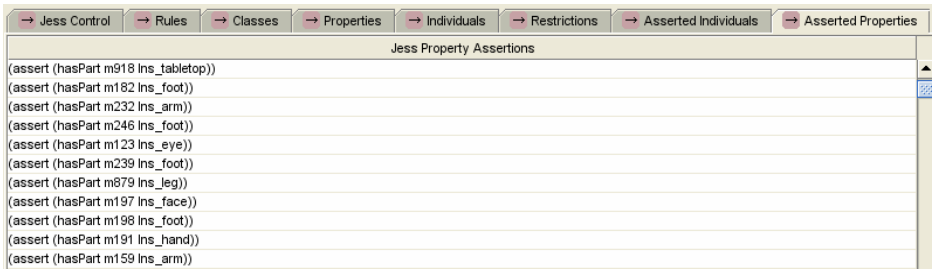 → Jess Control → Rules → Classes → Properties → Individuals → Restrictions → Asserted Individuals → Asserted Properties
Jess Property Assertions
(assert (hasPart m918 Ins_tabletop))
(assert (hasPart m182 Ins_foot))
(assert (hasPart m232 Ins_arm))
(assert (hasPart m246 Ins_foot))
(assert (hasPart m123 Ins_eye))
(assert (hasPart m239 Ins_foot))
(assert (hasPart m879 Ins_leg))
(assert (hasPart m197 Ins_face))
(assert (hasPart m198 Ins_foot))
(assert (hasPart m191 Ins_hand))
(assert (hasPart m159 Ins_arm))